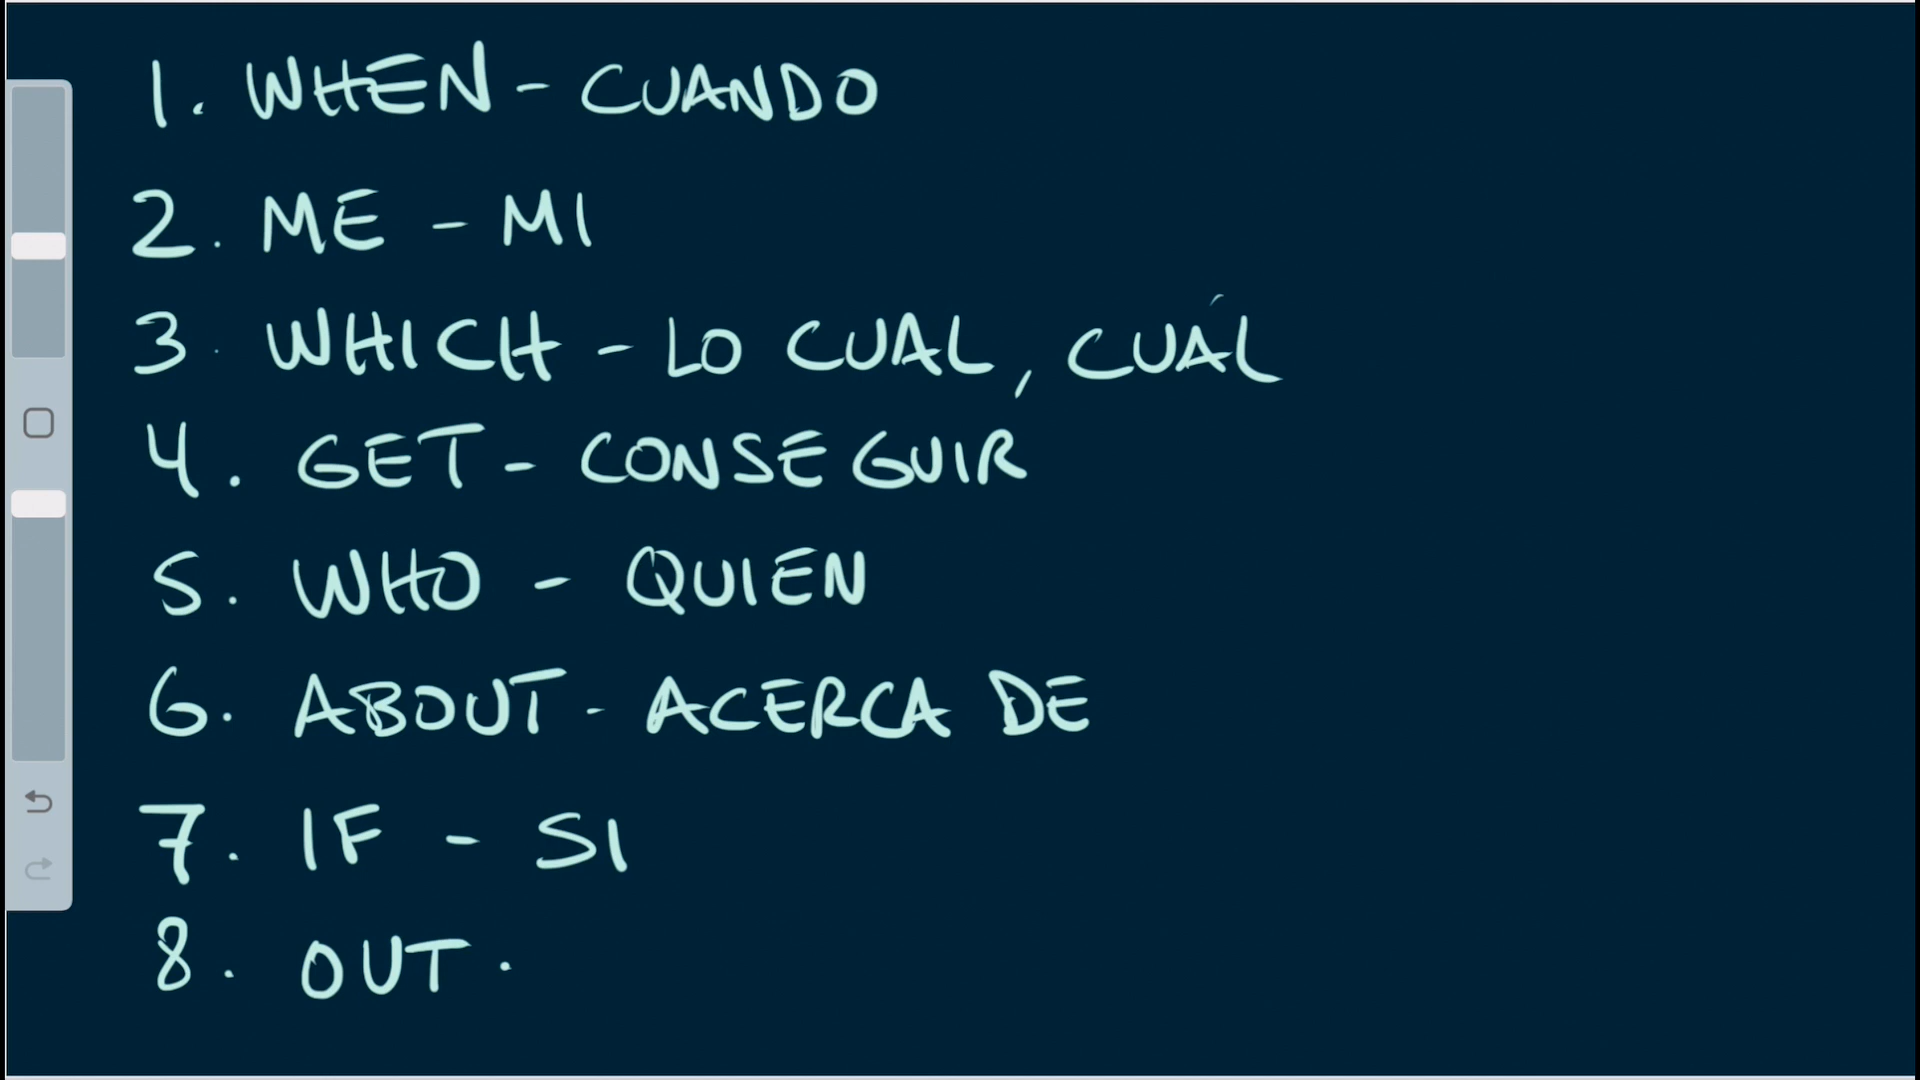 1. WHEN - CUANDO
2. ME - MI
3. WHICH - LO CUAL, CUÁL
4. GET - CONSEGUIR
5. WHO - QUIEN
6. ABOUT - ACERCA DE
7. IF - SI
8. OUT ·